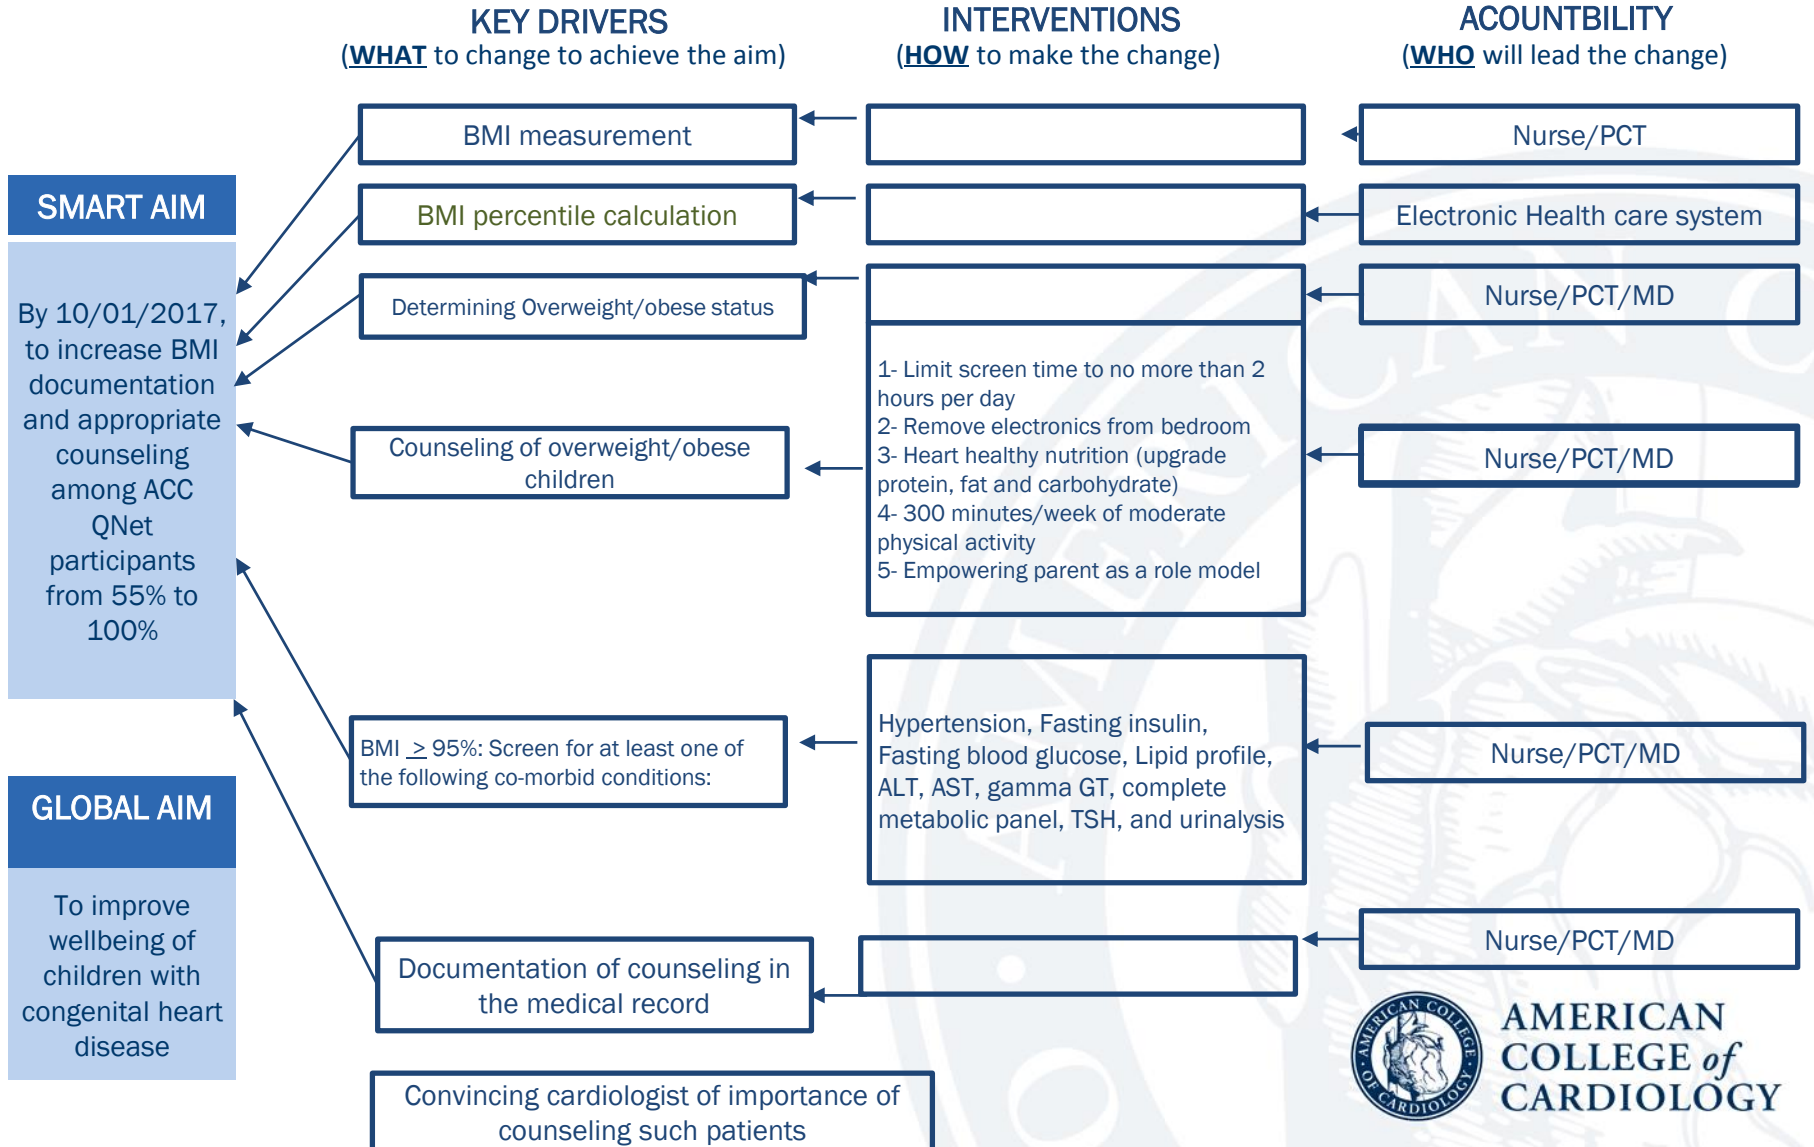 KEY DRIVERS
(WHAT to change to achieve the aim)
INTERVENTIONS
(HOW to make the change)
ACOUNTBILITY
(WHO will lead the change)
SMART AIM
By 10/01/2017,
to increase BMI
documentation
and appropriate
counseling
among ACC
QNet
participants
from 55% to
100%
GLOBAL AIM
To improve
wellbeing of
children with
congenital heart
disease
BMI measurement
Nurse/PCT
BMI percentile calculation
Electronic Health care system
Determining Overweight/obese status
Nurse/PCT/MD
Counseling of overweight/obese
children
1- Limit screen time to no more than 2
hours per day
2- Remove electronics from bedroom
3- Heart healthy nutrition (upgrade
protein, fat and carbohydrate)
4- 300 minutes/week of moderate
physical activity
5- Empowering parent as a role model
Nurse/PCT/MD
BMI > 95%: Screen for at least one of
the following co-morbid conditions:
Hypertension, Fasting insulin,
Fasting blood glucose, Lipid profile,
ALT, AST, gamma GT, complete
metabolic panel, TSH, and urinalysis
Nurse/PCT/MD
Documentation of counseling in
the medical record
Nurse/PCT/MD
Convincing cardiologist of importance of
counseling such patients
AMERICAN COLLEGE OF CARDIOLOGY
AMERICAN
COLLEGE of
CARDIOLOGY